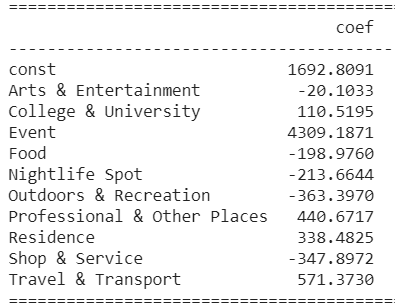 ==========================================
coef
------------------------------------------
const 1692.8091
Arts & Entertainment -20.1033
College & University 110.5195
Event 4309.1871
Food -198.9760
Nightlife Spot -213.6644
Outdoors & Recreation -363.3970
Professional & Other Places 440.6717
Residence 338.4825
Shop & Service -347.8972
Travel & Transport 571.3730
==========================================